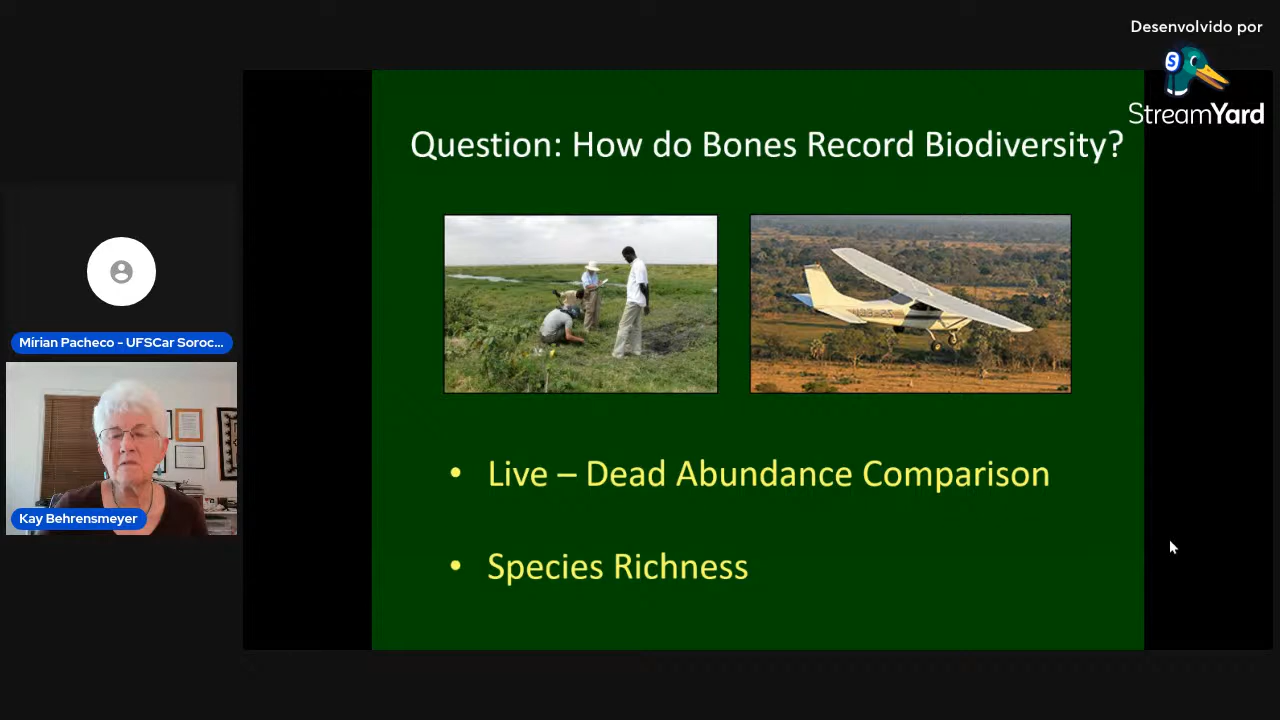 Desenvolvido por
StreamYard
Question: How do Bones Record Biodiversity?
• Live – Dead Abundance Comparison
• Species Richness
Mírian Pacheco - UFSCar Soroc...
Kay Behrensmeyer